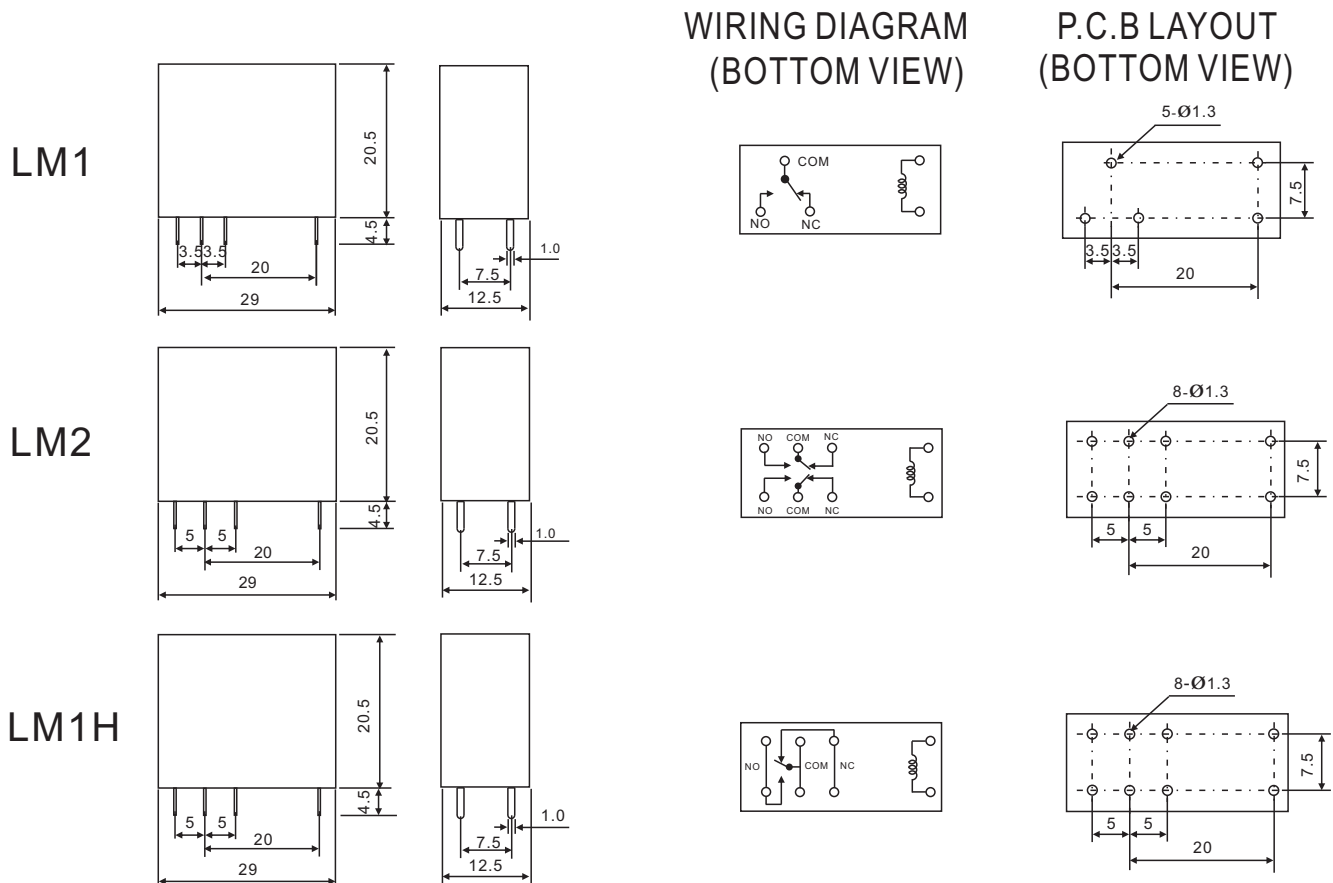 WIRING DIAGRAM
(BOTTOM VIEW)
P.C.B LAYOUT
(BOTTOM VIEW)
LM1
20.5
4.5
3.5 3.5
20
29
1.0
7.5
12.5
COM
NO
NC
5-Ø1.3
7.5
3.5 3.5
20
LM2
20.5
4.5
5 5
20
29
1.0
7.5
12.5
NO COM NC
NO COM NC
8-Ø1.3
7.5
5 5
20
LM1H
20.5
4.5
5 5
20
29
1.0
7.5
12.5
NO COM NC
8-Ø1.3
7.5
5 5
20